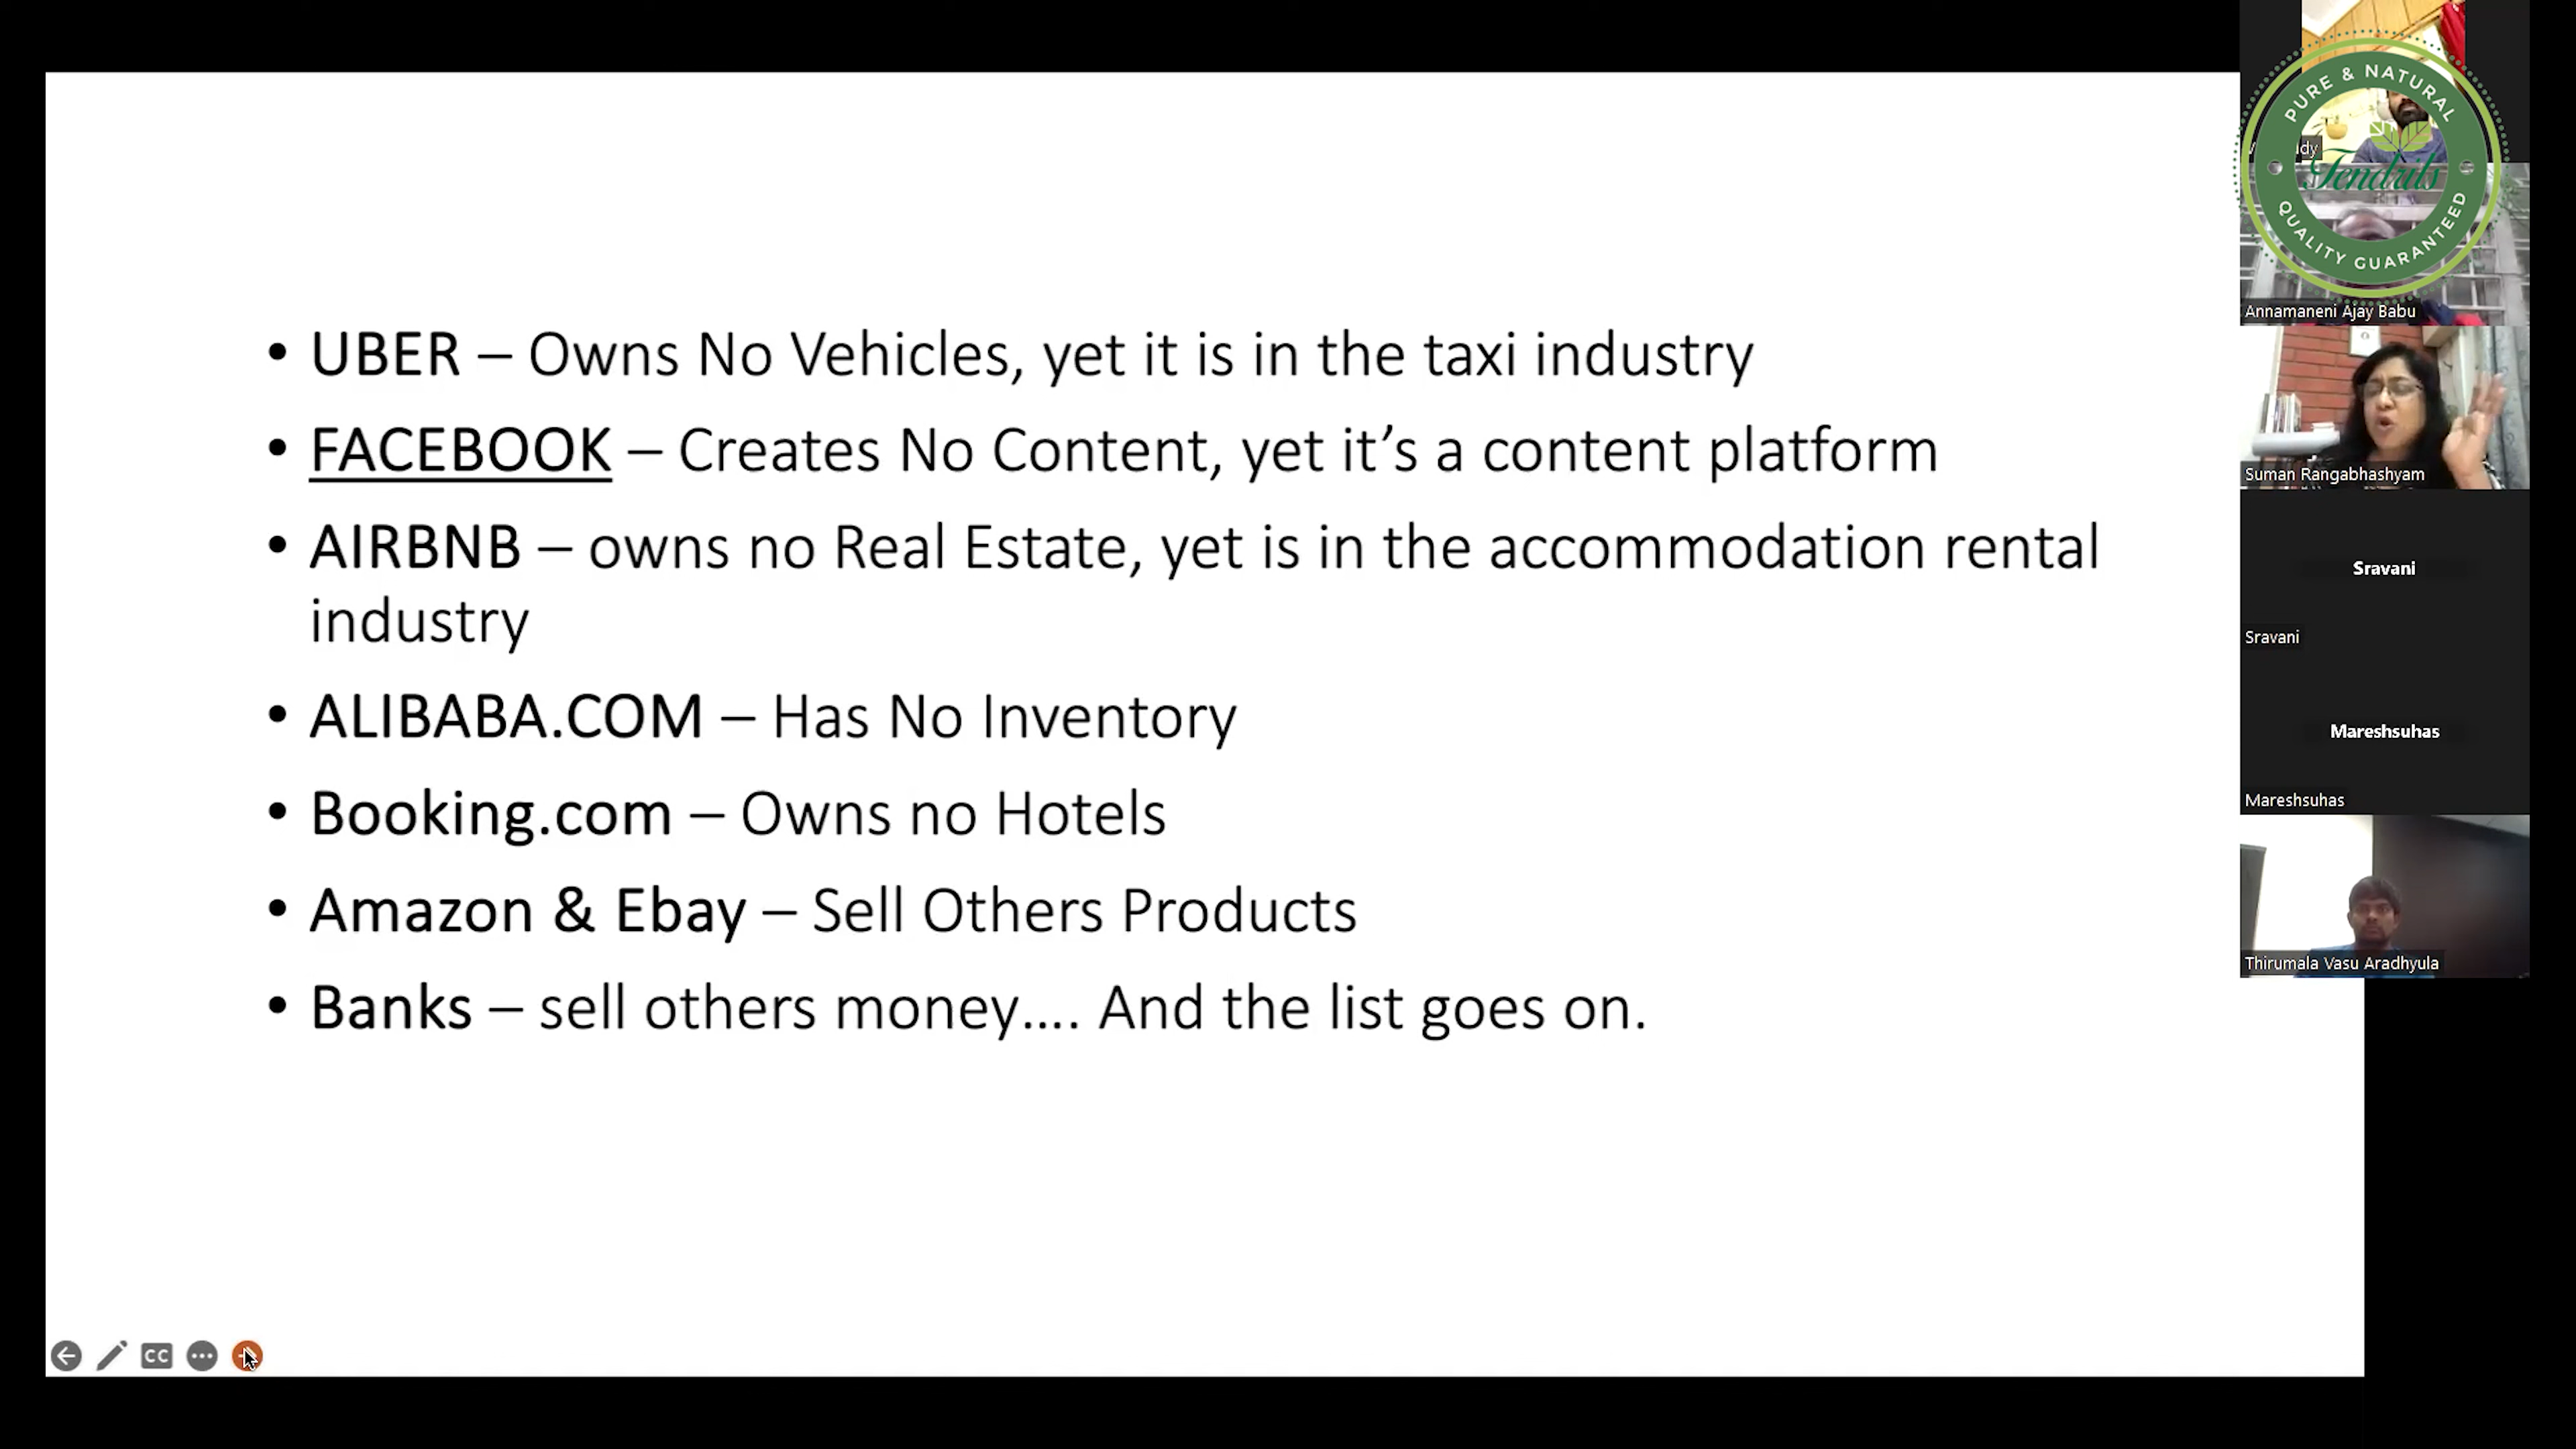 • UBER – Owns No Vehicles, yet it is in the taxi industry
• FACEBOOK – Creates No Content, yet it’s a content platform
• AIRBNB – owns no Real Estate, yet is in the accommodation rental
industry
• ALIBABA.COM – Has No Inventory
• Booking.com – Owns no Hotels
• Amazon & Ebay – Sell Others Products
• Banks – sell others money…. And the list goes on.
CC
PURE & NATURAL
Tendrils
QUALITY GUARANTEED
Annamaneni Ajay Babu
Suman Rangabhashyam
Sravani
Sravani
Mareshsuhas
Mareshsuhas
Thirumala Vasu Aradhyula